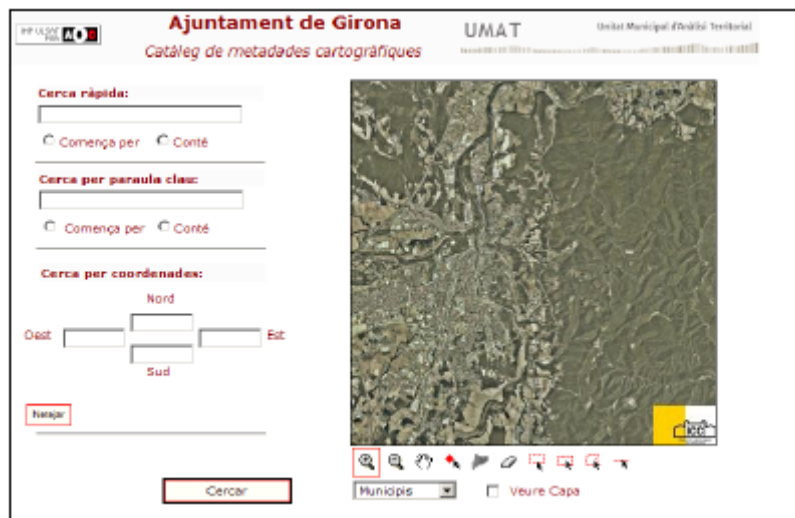 Ajuntament de Girona
Catàleg de metadades cartogràfiques
UMAT
Unitat Municipal d'Anàlisi Territorial
Cerca ràpida:
Comença per Conté
Cerca per paraula clau:
Comença per Conté
Cerca per coordenades:
Nord
Oest Est
Sud
Netejar
Cercar
Municipis Veure Capa